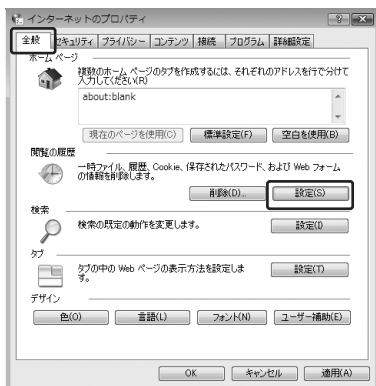 インターネットのプロパティ
全般 セキュリティ プライバシー コンテンツ 接続 プログラム 詳細設定
ホーム ページ
複数のホーム ページのタブを作成するには、それぞれのアドレスを行で分けて
入力してください(R)
about:blank
現在のページを使用(C) 標準設定(F) 空白を使用(B)
閲覧の履歴
一時ファイル、履歴、Cookie、保存されたパスワード、および Web フォーム
の情報を削除します。
削除(D)... 設定(S)
検索
検索の既定の動作を変更します。
設定(I)
タブ
タブの中の Web ページの表示方法を設定しま
す。
設定(T)
デザイン
色(O) 言語(L) フォント(N) ユーザー補助(E)
OK キャンセル 適用(A)